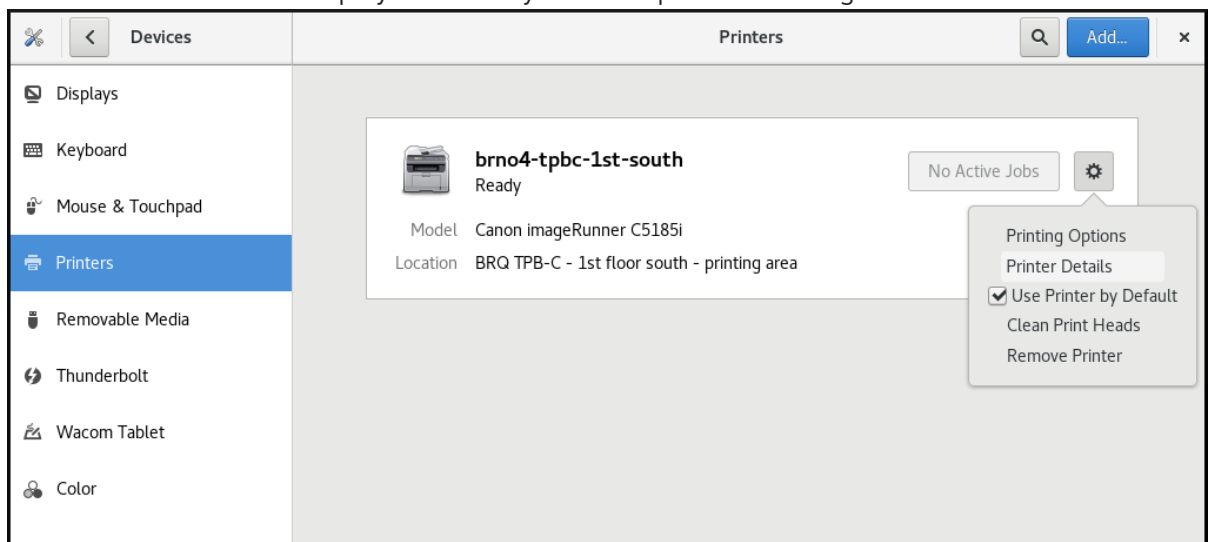 Devices
Printers
Add...
Displays
Keyboard
Mouse & Touchpad
Printers
Removable Media
Thunderbolt
Wacom Tablet
Color
brno4-tpbc-1st-south
Ready
No Active Jobs
Model Canon imageRunner C5185i
Location BRQ TPB-C - 1st floor south - printing area
Printing Options
Printer Details
Use Printer by Default
Clean Print Heads
Remove Printer